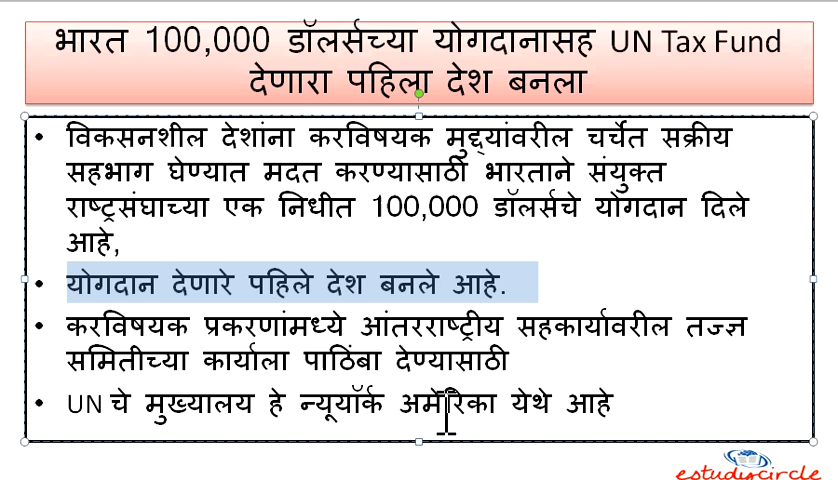 भारत 100,000 डॉलर्सच्या योगदानासह UN Tax Fund
देणारा पहिला देश बनला
• विकसनशील देशांना करविषयक मुद्द्यांवरील चर्चेत सक्रीय
सहभाग घेण्यात मदत करण्यासाठी भारताने संयुक्त
राष्ट्रसंघाच्या एक निधीत 100,000 डॉलर्सचे योगदान दिले
आहे,
• योगदान देणारे पहिले देश बनले आहे.
• करविषयक प्रकरणांमध्ये आंतरराष्ट्रीय सहकार्यावरील तज्ज्ञ
समितीच्या कार्याला पाठिंबा देण्यासाठी
• UN चे मुख्यालय हे न्यूयॉर्क अमेरिका येथे आहे
estudycircle